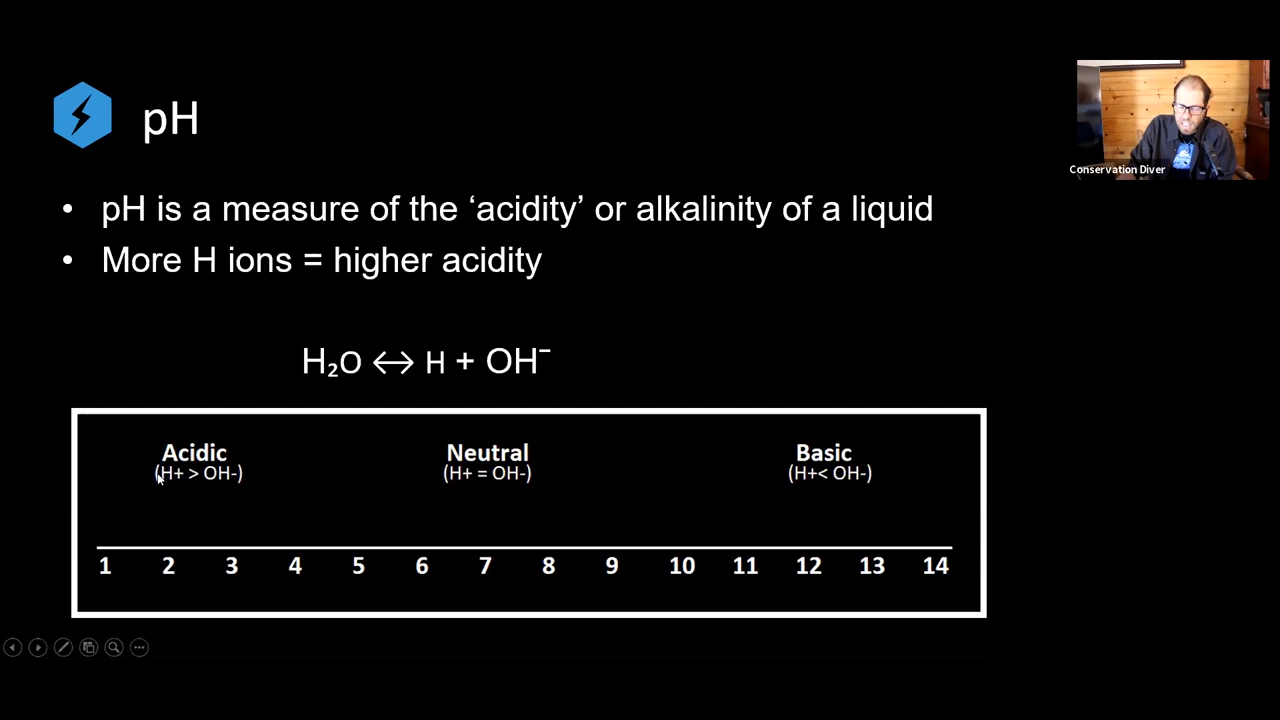 pH
• pH is a measure of the ‘acidity’ or alkalinity of a liquid
• More H ions = higher acidity
H₂O ↔ H + OH⁻
Acidic Neutral Basic
(H+ > OH-) (H+ = OH-) (H+< OH-)
1 2 3 4 5 6 7 8 9 10 11 12 13 14
Conservation Diver